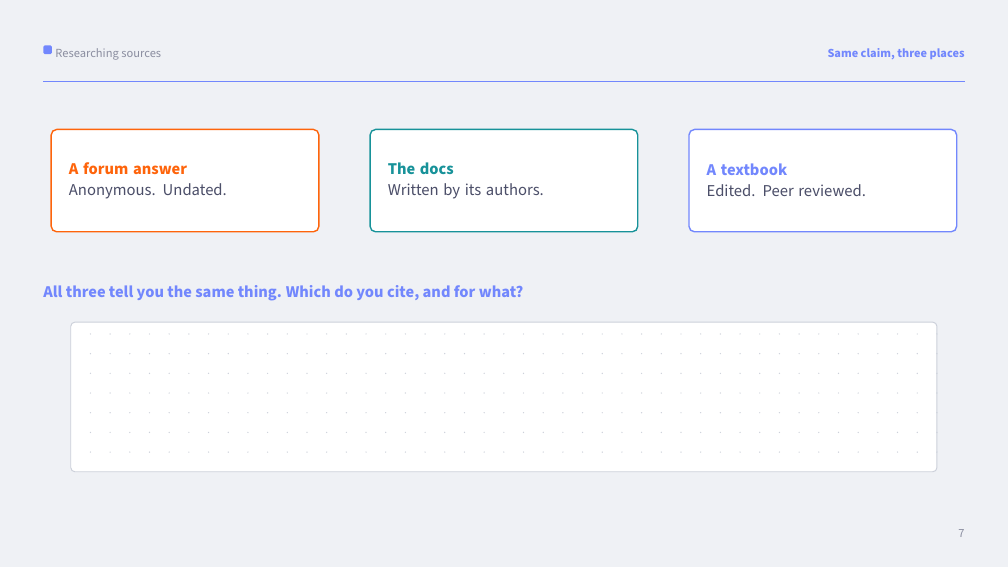 Researching sources
Same claim, three places
A forum answer
Anonymous. Undated.
The docs
Written by its authors.
A textbook
Edited. Peer reviewed.
All three tell you the same thing. Which do you cite, and for what?
7